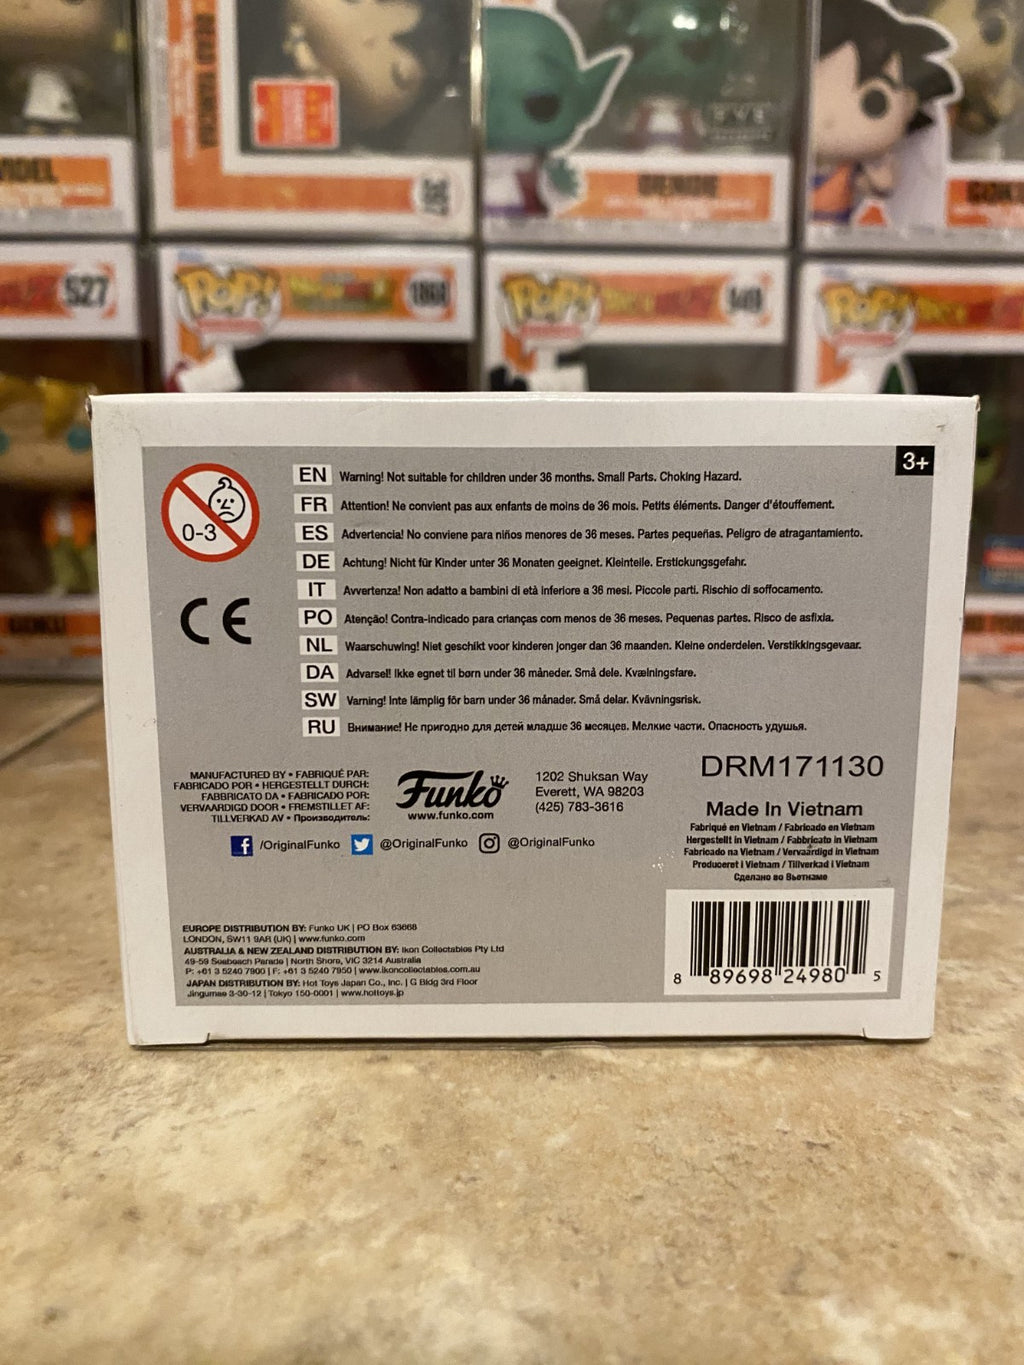 DENDE
GOKU
527
POP!
1868
POP!
949
POP!
GOKU
3+
0-3
EN Warning! Not suitable for children under 36 months. Small Parts. Choking Hazard.
FR Attention! Ne convient pas aux enfants de moins de 36 mois. Petits éléments. Danger d'étouffement.
ES Advertencia! No conviene para niños menores de 36 meses. Partes pequeñas. Peligro de atragantamiento.
DE Achtung! Nicht für Kinder unter 36 Monaten geeignet. Kleinteile. Erstickungsgefahr.
IT Avvertenza! Non adatto a bambini di età inferiore a 36 mesi. Piccole parti. Rischio di soffocamento.
PO Atenção! Contra-indicado para crianças com menos de 36 meses. Pequenas partes. Risco de asfixia.
NL Waarschuwing! Niet geschikt voor kinderen jonger dan 36 maanden. Kleine onderdelen. Verstikkingsgevaar.
DA Advarsel! Ikke egnet til børn under 36 måneder. Små dele. Kvælningsfare.
SW Varning! Inte lämplig för barn under 36 månader. Små delar. Kvävningsrisk.
RU Внимание! Не пригодно для детей младше 36 месяцев. Мелкие части. Опасность удушья.
CE
MANUFACTURED BY • FABRIQUÉ PAR:
FABRICADO POR • HERGESTELLT DURCH:
FABBRICATO DA • FABRICADO POR:
VERVAARDIGD DOOR • FREMSTILLET AF:
TILLVERKAD AV • Производитель:
Funko
www.funko.com
1202 Shuksan Way
Everett, WA 98203
(425) 783-3616
/OriginalFunko @OriginalFunko @OriginalFunko
DRM171130
Made In Vietnam
Fabriqué en Vietnam / Fabricado en Vietnam
Hergestellt in Vietnam / Fabbricato in Vietnam
Fabricado na Vietnam / Vervaardigd in Vietnam
Produceret i Vietnam / Tillverkad i Vietnam
Сделано во Вьетнаме
EUROPE DISTRIBUTION BY: Funko UK | PO Box 63668
LONDON, SW11 9AR (UK) | www.funko.com
AUSTRALIA & NEW ZEALAND DISTRIBUTION BY: Ikon Collectables Pty Ltd
49-59 Seabeach Parade | North Shore, VIC 3214 Australia
P: +61 3 5240 7900 | F: +61 3 5240 7950 | www.ikoncollectables.com.au
JAPAN DISTRIBUTION BY: Hot Toys Japan Co., Inc. | G Bldg 3rd Floor
Jingumae 3-30-12 | Tokyo 150-0001 | www.hottoys.jp
8 89698 24980 5